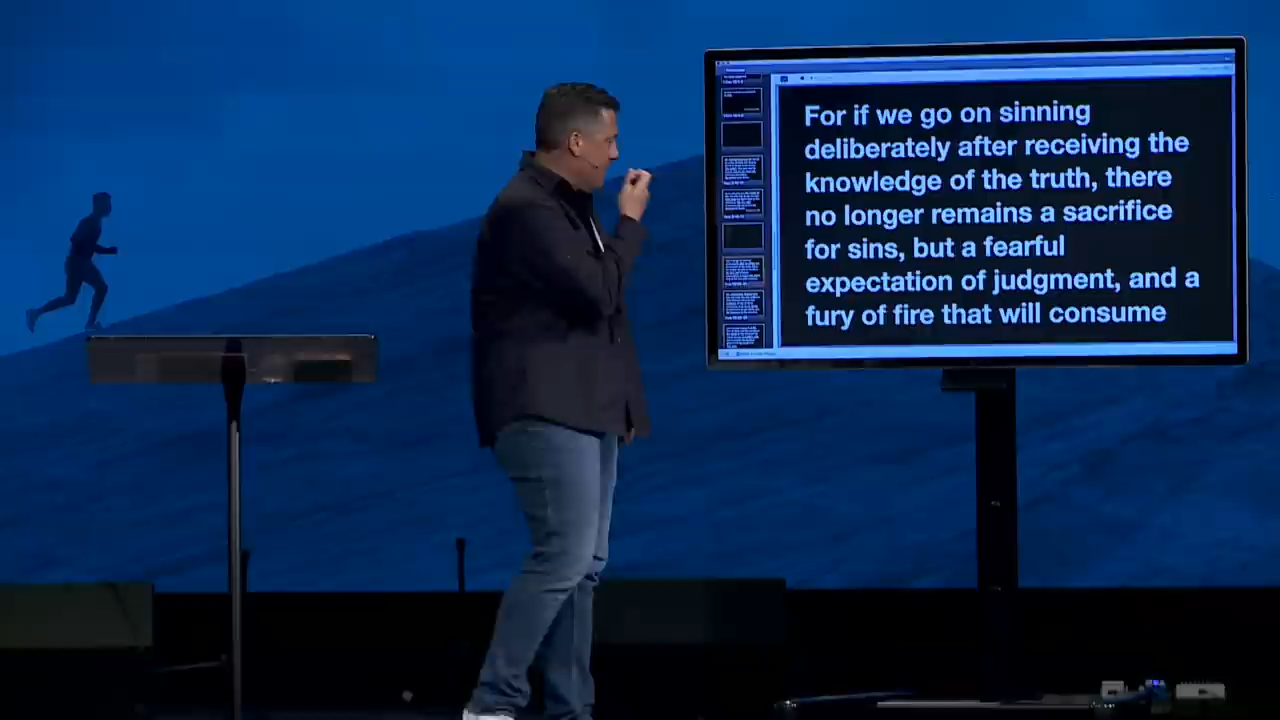 For if we go on sinning
deliberately after receiving the
knowledge of the truth, there
no longer remains a sacrifice
for sins, but a fearful
expectation of judgment, and a
fury of fire that will consume